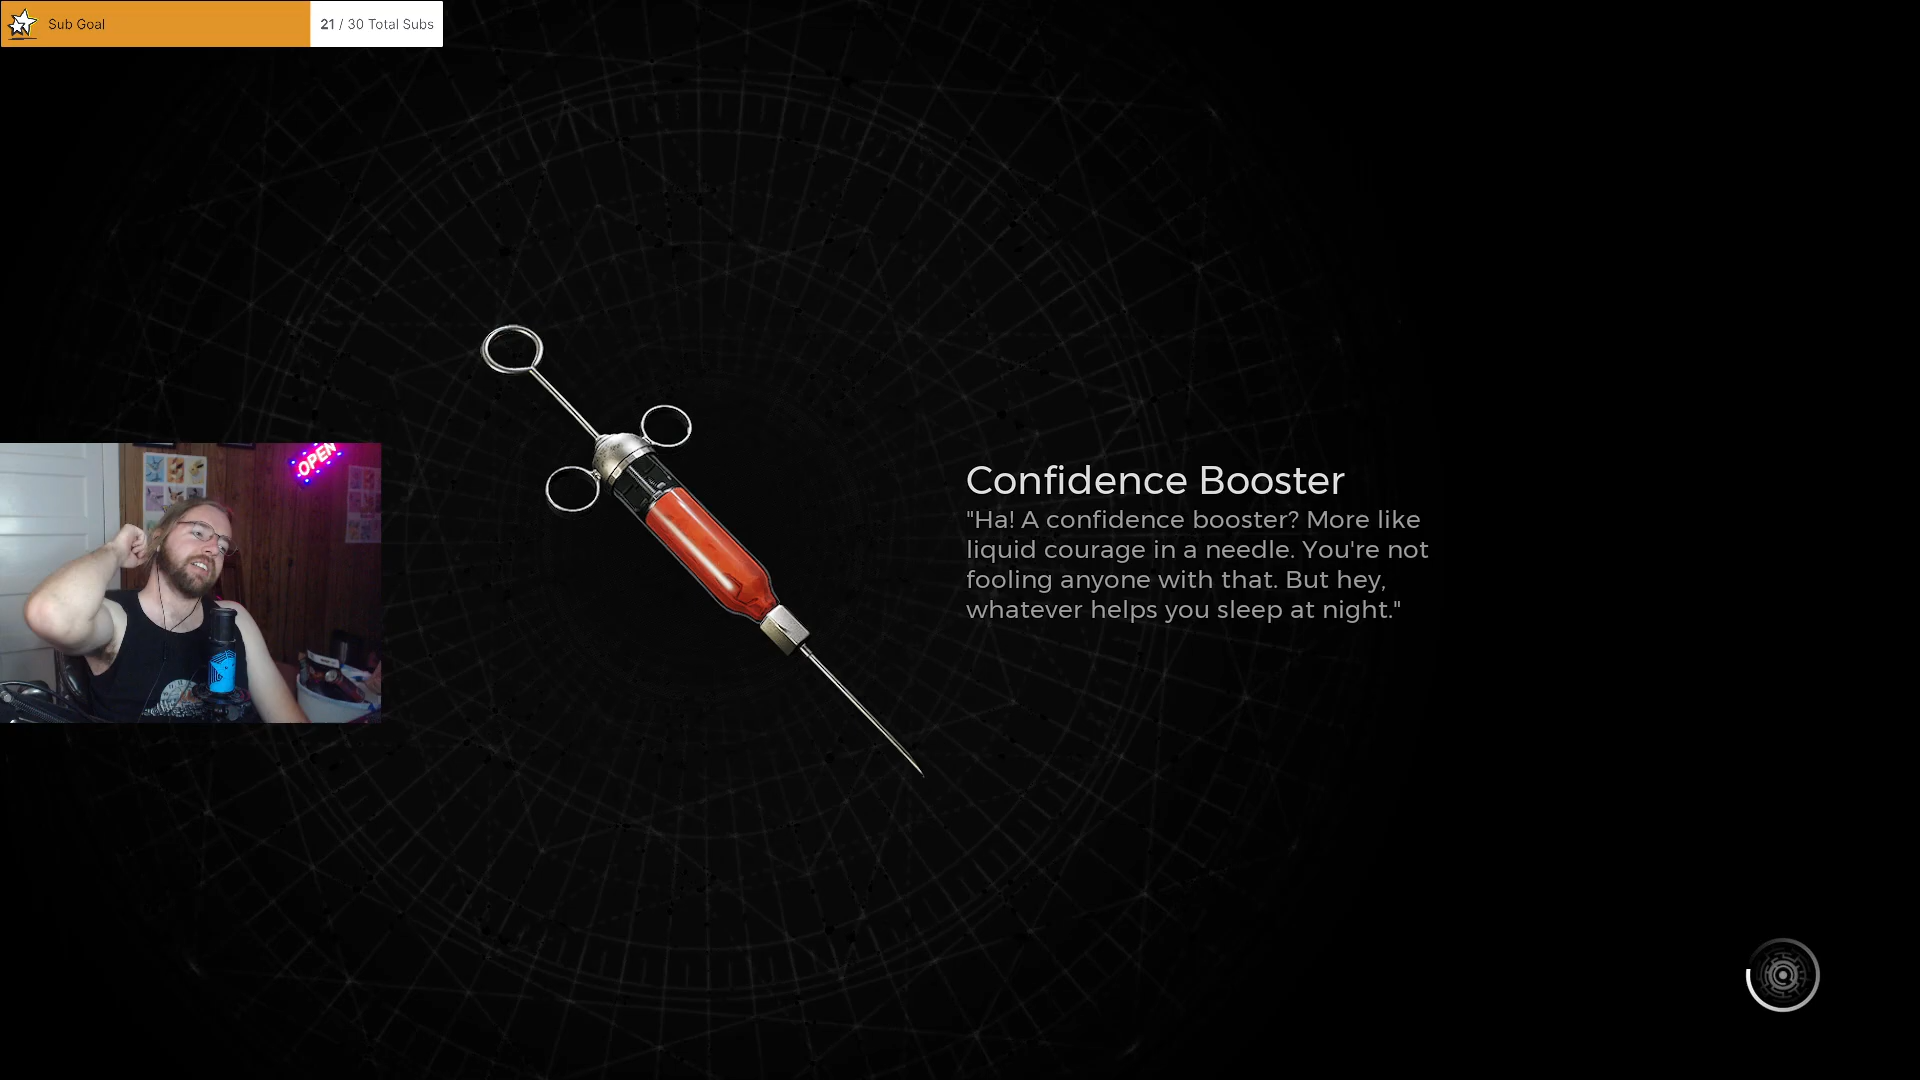 Sub Goal
21 / 30 Total Subs
OPEN
Confidence Booster
"Ha! A confidence booster? More like
liquid courage in a needle. You're not
fooling anyone with that. But hey,
whatever helps you sleep at night."